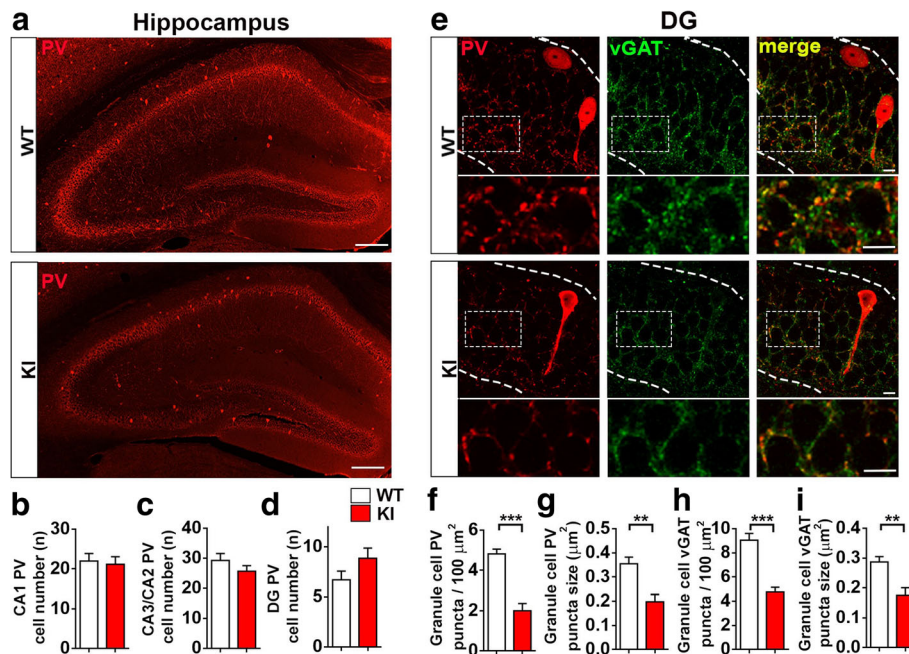 a
Hippocampus
WT
PV
KI
PV
e
DG
WT
PV
vGAT
merge
KI
WT
KI
b
CA1 PV
cell number (n)
30
20
10
0
c
CA3/CA2 PV
cell number (n)
40
30
20
10
0
d
DG PV
cell number (n)
10
5
0
f
Granule cell PV
puncta / 100 μm2
6
4
2
0
***
g
Granule cell PV
puncta size (μm2)
0.5
0.4
0.3
0.2
0.1
0.0
**
h
Granule cell vGAT
puncta / 100 μm2
10
8
6
4
2
0
***
i
Granule cell vGAT
puncta size (μm2)
0.4
0.3
0.2
0.1
0.0
**